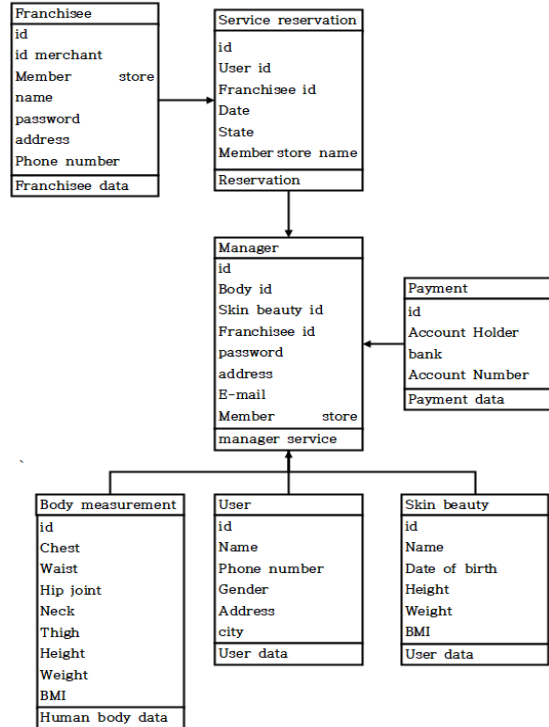 Franchisee
id
id merchant
Member store
name
password
address
Phone number
Franchisee data
Service reservation
id
User id
Franchisee id
Date
State
Member store name
Reservation
Manager
id
Body id
Skin beauty id
Franchisee id
password
address
E-mail
Member store
manager service
Payment
id
Account Holder
bank
Account Number
Payment data
`
Body measurement
id
Chest
Waist
Hip joint
Neck
Thigh
Height
Weight
BMI
Human body data
User
id
Name
Phone number
Gender
Address
city
User data
Skin beauty
id
Name
Date of birth
Height
Weight
BMI
User data